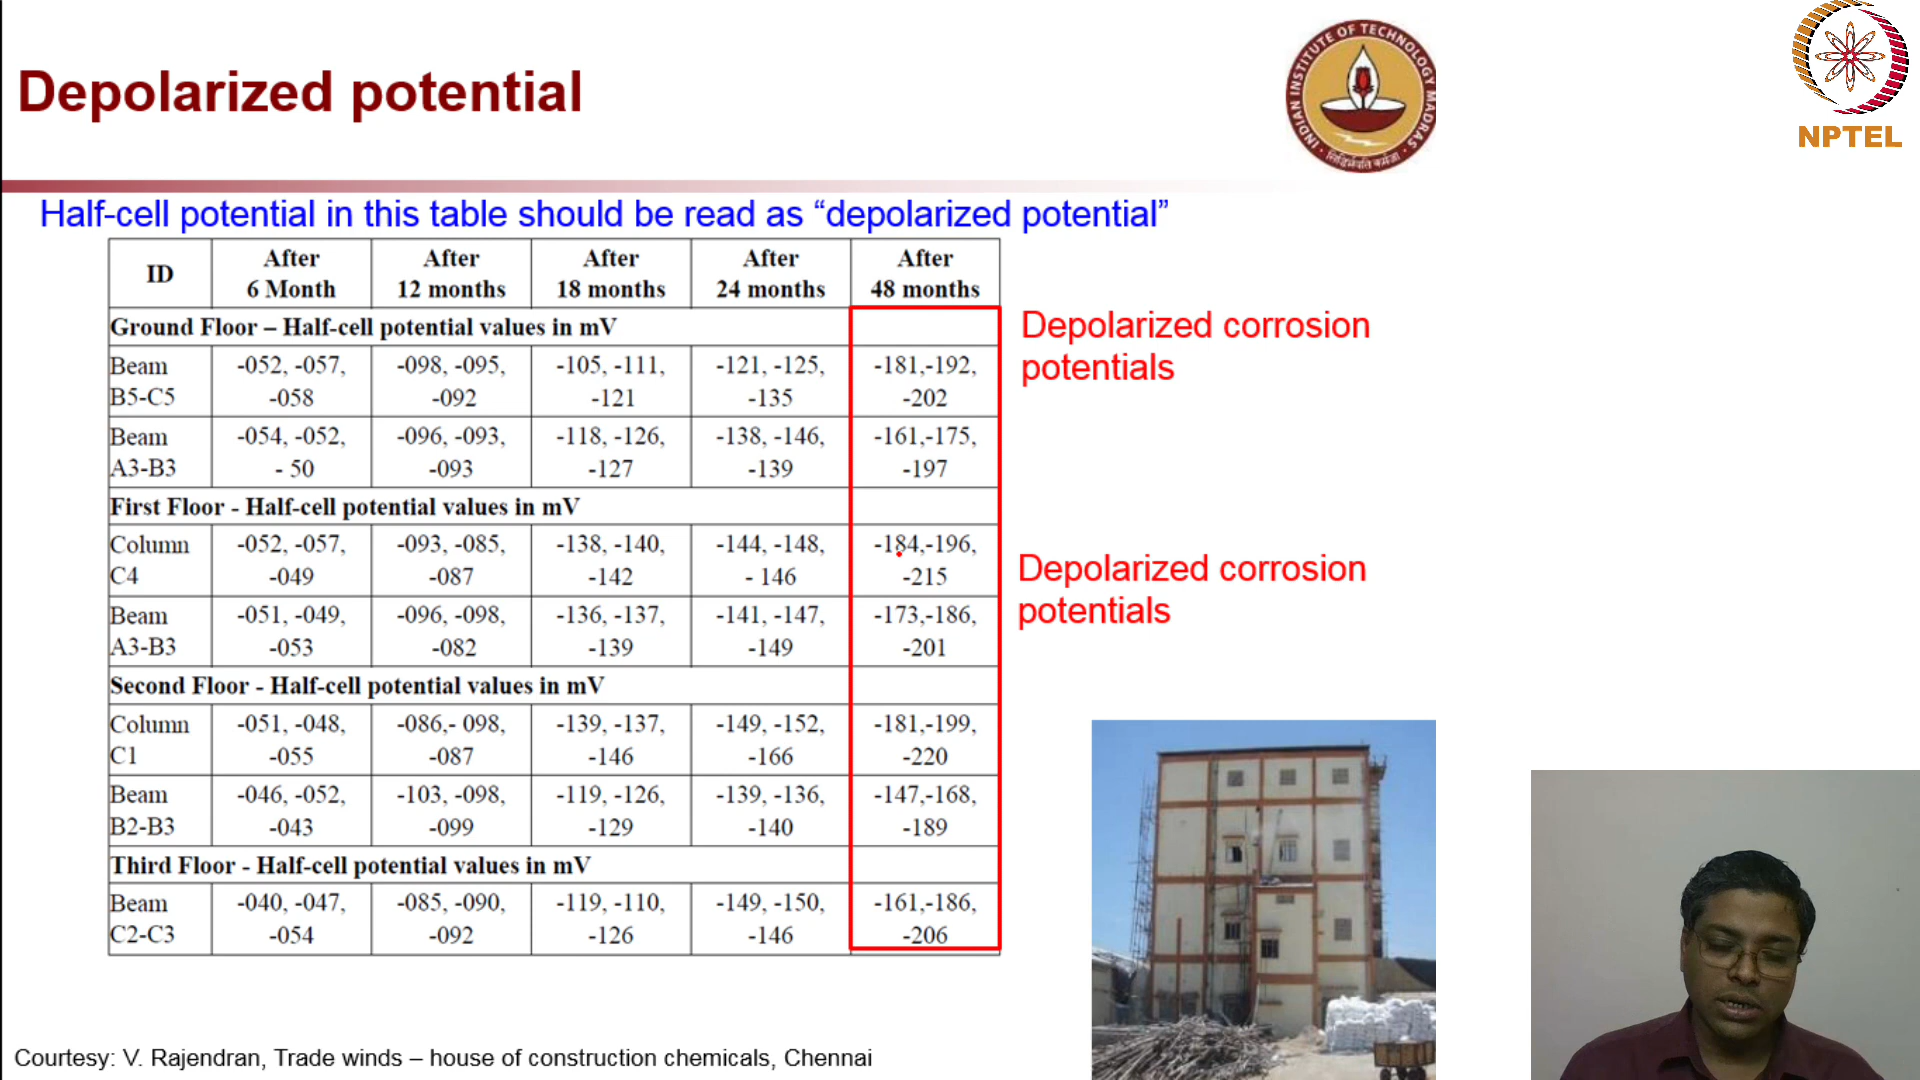 Depolarized potential
INDIAN INSTITUTE OF TECHNOLOGY MADRAS
सिद्धिर्भवति कर्मजा
NPTEL
Half-cell potential in this table should be read as “depolarized potential”
ID After 6 Month After 12 months After 18 months After 24 months After 48 months
Ground Floor – Half-cell potential values in mV
Beam B5-C5 -052, -057, -058 -098, -095, -092 -105, -111, -121 -121, -125, -135 -181,-192, -202
Beam A3-B3 -054, -052, - 50 -096, -093, -093 -118, -126, -127 -138, -146, -139 -161,-175, -197
First Floor - Half-cell potential values in mV
Column C4 -052, -057, -049 -093, -085, -087 -138, -140, -142 -144, -148, - 146 -184,-196, -215
Beam A3-B3 -051, -049, -053 -096, -098, -082 -136, -137, -139 -141, -147, -149 -173,-186, -201
Second Floor - Half-cell potential values in mV
Column C1 -051, -048, -055 -086,- 098, -087 -139, -137, -146 -149, -152, -166 -181,-199, -220
Beam B2-B3 -046, -052, -043 -103, -098, -099 -119, -126, -129 -139, -136, -140 -147,-168, -189
Third Floor - Half-cell potential values in mV
Beam C2-C3 -040, -047, -054 -085, -090, -092 -119, -110, -126 -149, -150, -146 -161,-186, -206
Depolarized corrosion
potentials
Depolarized corrosion
potentials
Courtesy: V. Rajendran, Trade winds – house of construction chemicals, Chennai